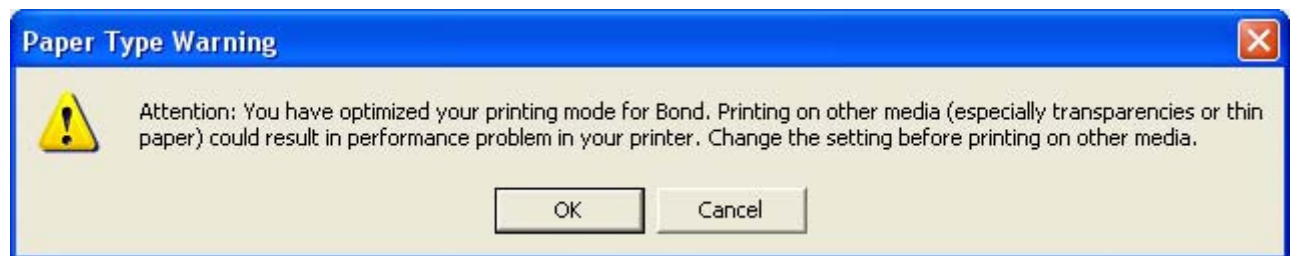 Paper Type Warning
Attention: You have optimized your printing mode for Bond. Printing on other media (especially transparencies or thin
paper) could result in performance problem in your printer. Change the setting before printing on other media.
OK Cancel